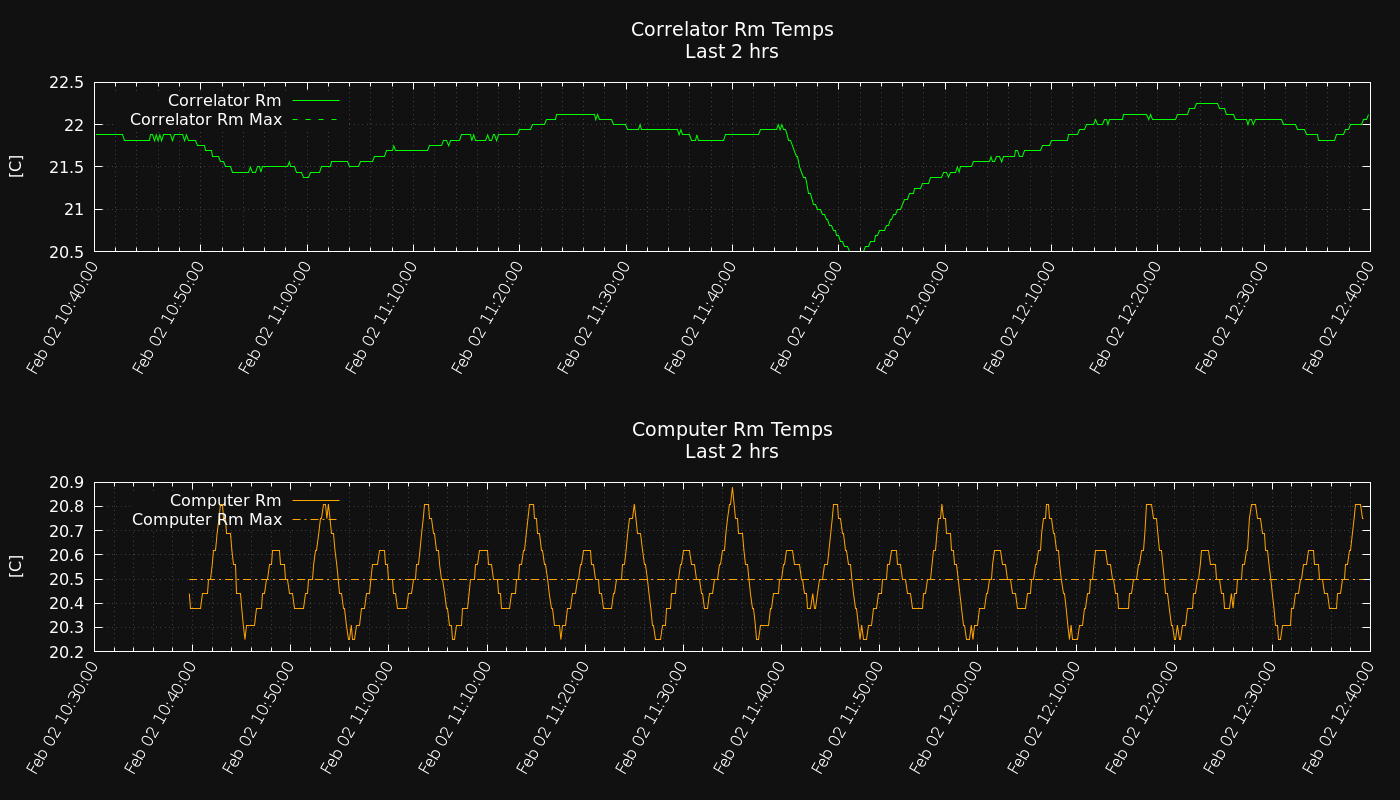 Correlator Rm Temps
Last 2 hrs
22.5
22
21.5
21
20.5
[C]
Correlator Rm
Correlator Rm Max
Feb 02 10:40:00
Feb 02 10:50:00
Feb 02 11:00:00
Feb 02 11:10:00
Feb 02 11:20:00
Feb 02 11:30:00
Feb 02 11:40:00
Feb 02 11:50:00
Feb 02 12:00:00
Feb 02 12:10:00
Feb 02 12:20:00
Feb 02 12:30:00
Feb 02 12:40:00
Computer Rm Temps
Last 2 hrs
20.9
20.8
20.7
20.6
20.5
20.4
20.3
20.2
[C]
Computer Rm
Computer Rm Max
Feb 02 10:30:00
Feb 02 10:40:00
Feb 02 10:50:00
Feb 02 11:00:00
Feb 02 11:10:00
Feb 02 11:20:00
Feb 02 11:30:00
Feb 02 11:40:00
Feb 02 11:50:00
Feb 02 12:00:00
Feb 02 12:10:00
Feb 02 12:20:00
Feb 02 12:30:00
Feb 02 12:40:00